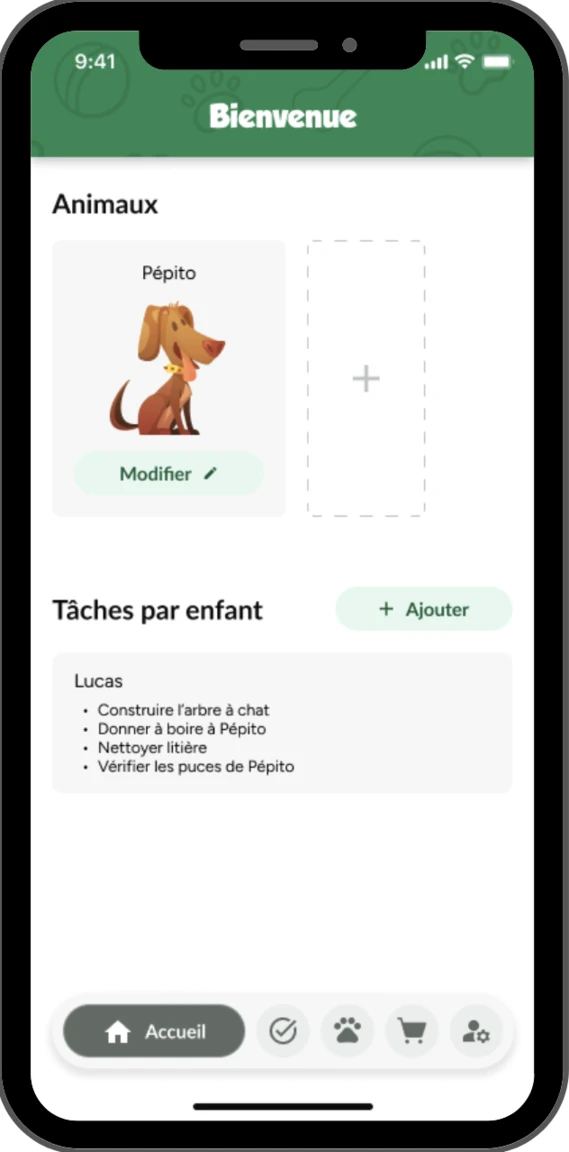 9:41
Bienvenue
Animaux
Pépito
Modifier
Tâches par enfant
+ Ajouter
Lucas
• Construire l'arbre à chat
• Donner à boire à Pépito
• Nettoyer litière
• Vérifier les puces de Pépito
Accueil